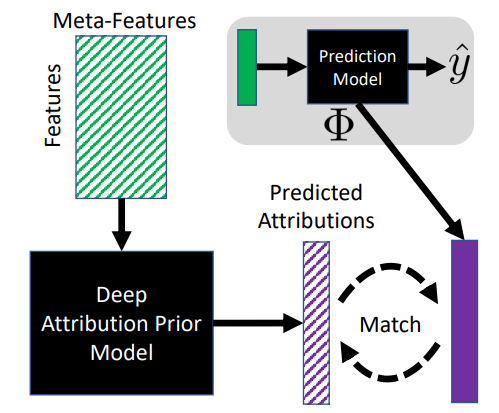 Meta-Features
Features
Prediction
Model
ŷ
Φ
Predicted
Attributions
Deep
Attribution Prior
Model
Match